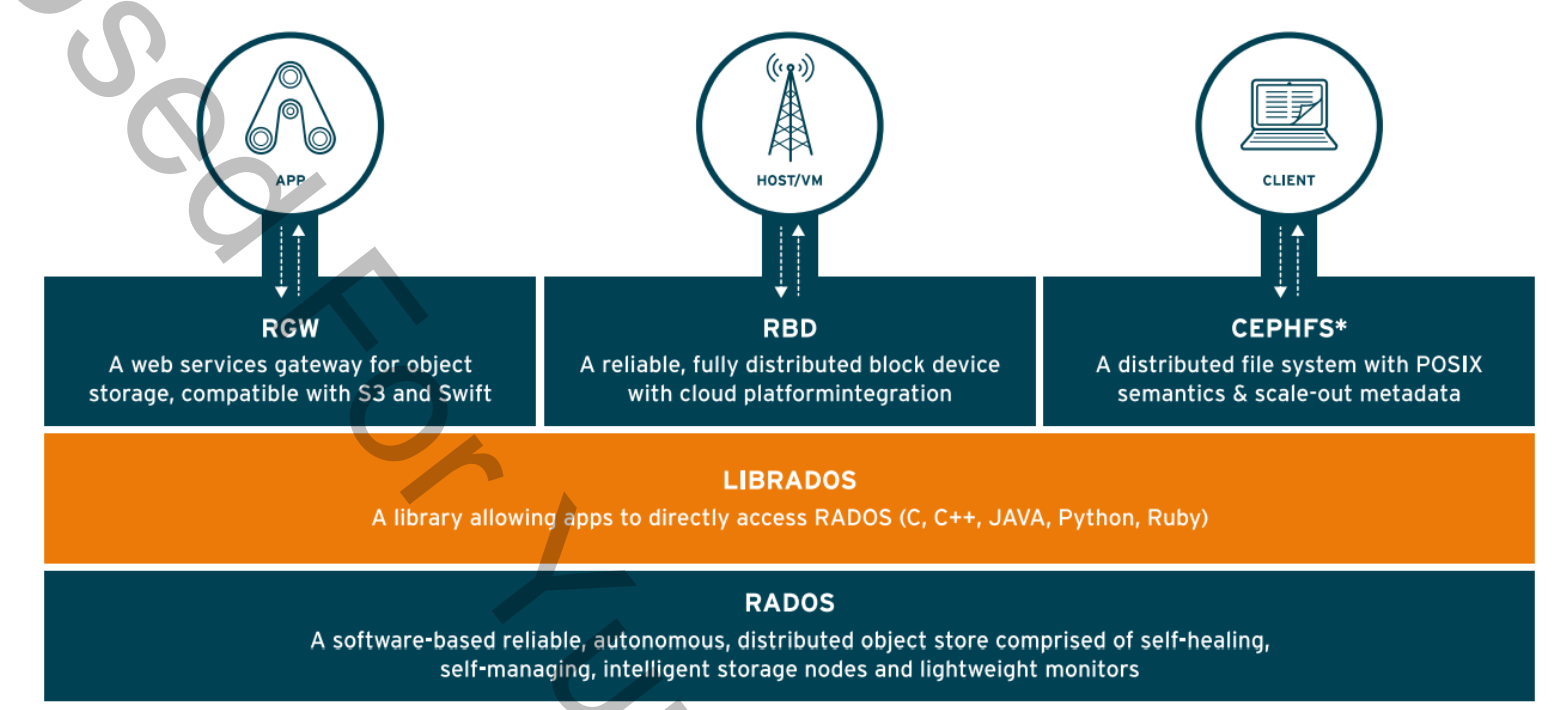 APP
HOST/VM
CLIENT
RGW
A web services gateway for object
storage, compatible with S3 and Swift
RBD
A reliable, fully distributed block device
with cloud platformintegration
CEPHFS*
A distributed file system with POSIX
semantics & scale-out metadata
LIBRADOS
A library allowing apps to directly access RADOS (C, C++, JAVA, Python, Ruby)
RADOS
A software-based reliable, autonomous, distributed object store comprised of self-healing,
self-managing, intelligent storage nodes and lightweight monitors
For